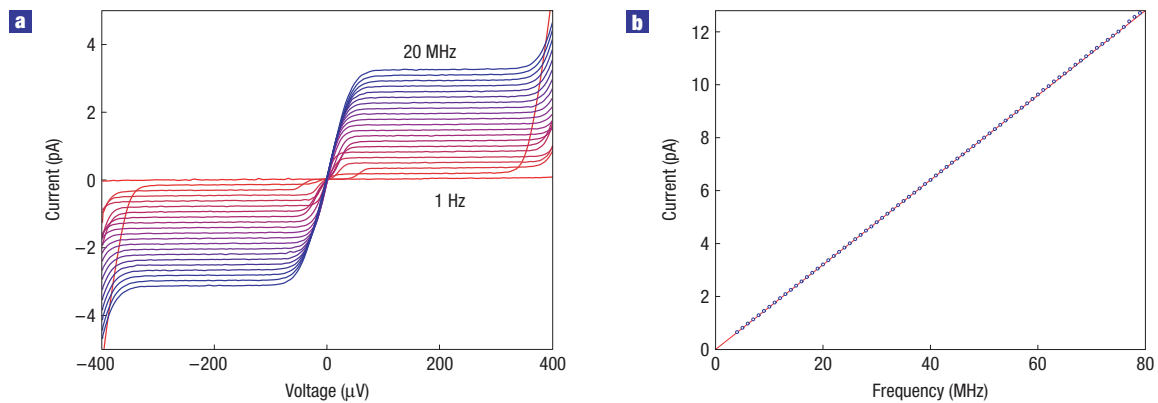 a
4
2
0
−2
−4
−400
−200
0
200
400
Current (pA)
Voltage (μV)
20 MHz
1 Hz
b
12
10
8
6
4
2
0
0
20
40
60
80
Current (pA)
Frequency (MHz)